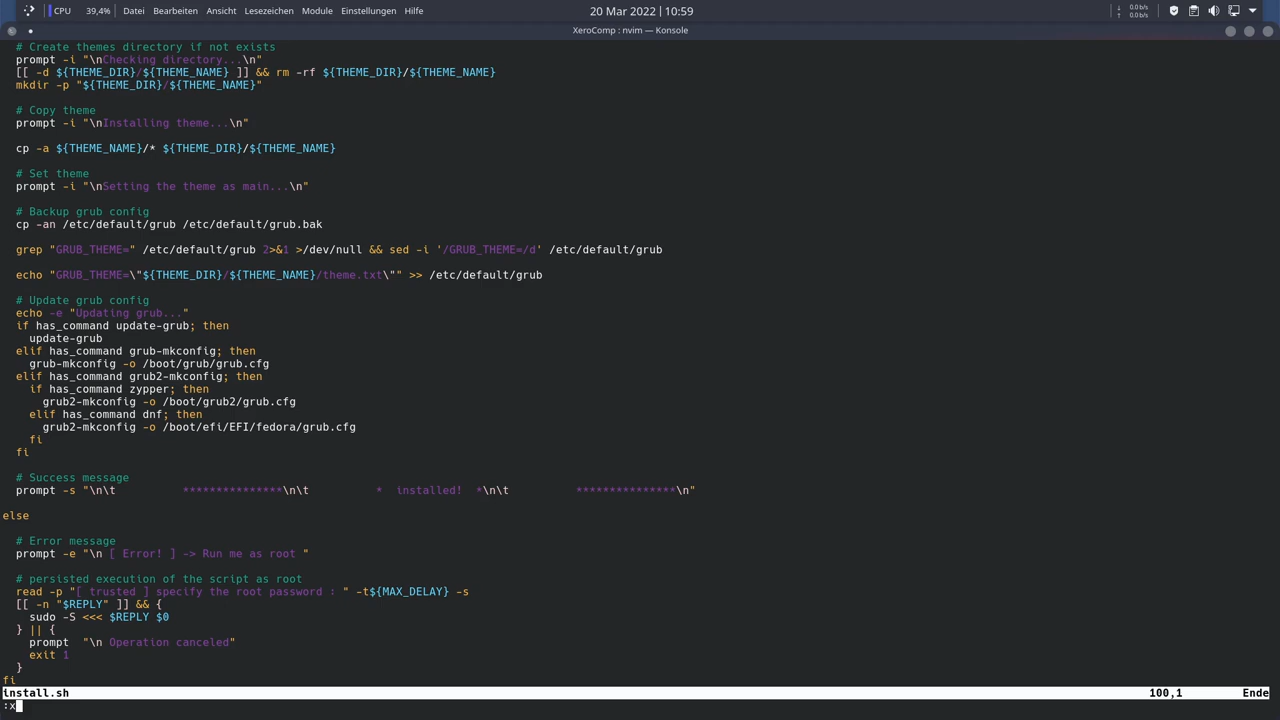 CPU 39,4% Datei Bearbeiten Ansicht Lesezeichen Module Einstellungen Hilfe 20 Mar 2022 | 10:59 ↓ 0.0 b/s ↑ 0.0 b/s
XeroComp : nvim — Konsole
# Create themes directory if not exists
prompt -i "\nChecking directory...\n"
[[ -d ${THEME_DIR}/${THEME_NAME} ]] && rm -rf ${THEME_DIR}/${THEME_NAME}
mkdir -p "${THEME_DIR}/${THEME_NAME}"
# Copy theme
prompt -i "\nInstalling theme...\n"
cp -a ${THEME_NAME}/* ${THEME_DIR}/${THEME_NAME}
# Set theme
prompt -i "\nSetting the theme as main...\n"
# Backup grub config
cp -an /etc/default/grub /etc/default/grub.bak
grep "GRUB_THEME=" /etc/default/grub 2>&1 >/dev/null && sed -i '/GRUB_THEME=/d' /etc/default/grub
echo "GRUB_THEME=\"${THEME_DIR}/${THEME_NAME}/theme.txt\"" >> /etc/default/grub
# Update grub config
echo -e "Updating grub..."
if has_command update-grub; then
update-grub
elif has_command grub-mkconfig; then
grub-mkconfig -o /boot/grub/grub.cfg
elif has_command grub2-mkconfig; then
if has_command zypper; then
grub2-mkconfig -o /boot/grub2/grub.cfg
elif has_command dnf; then
grub2-mkconfig -o /boot/efi/EFI/fedora/grub.cfg
fi
fi
# Success message
prompt -s "\n\t          ***************\n\t          *  installed!  *\n\t          ***************\n"
else
# Error message
prompt -e "\n [ Error! ] -> Run me as root "
# persisted execution of the script as root
read -p "[ trusted ] specify the root password : " -t${MAX_DELAY} -s
[[ -n "$REPLY" ]] && {
sudo -S <<< $REPLY $0
} || {
prompt  "\n Operation canceled"
exit 1
}
fi
install.sh 100,1 Ende
:x